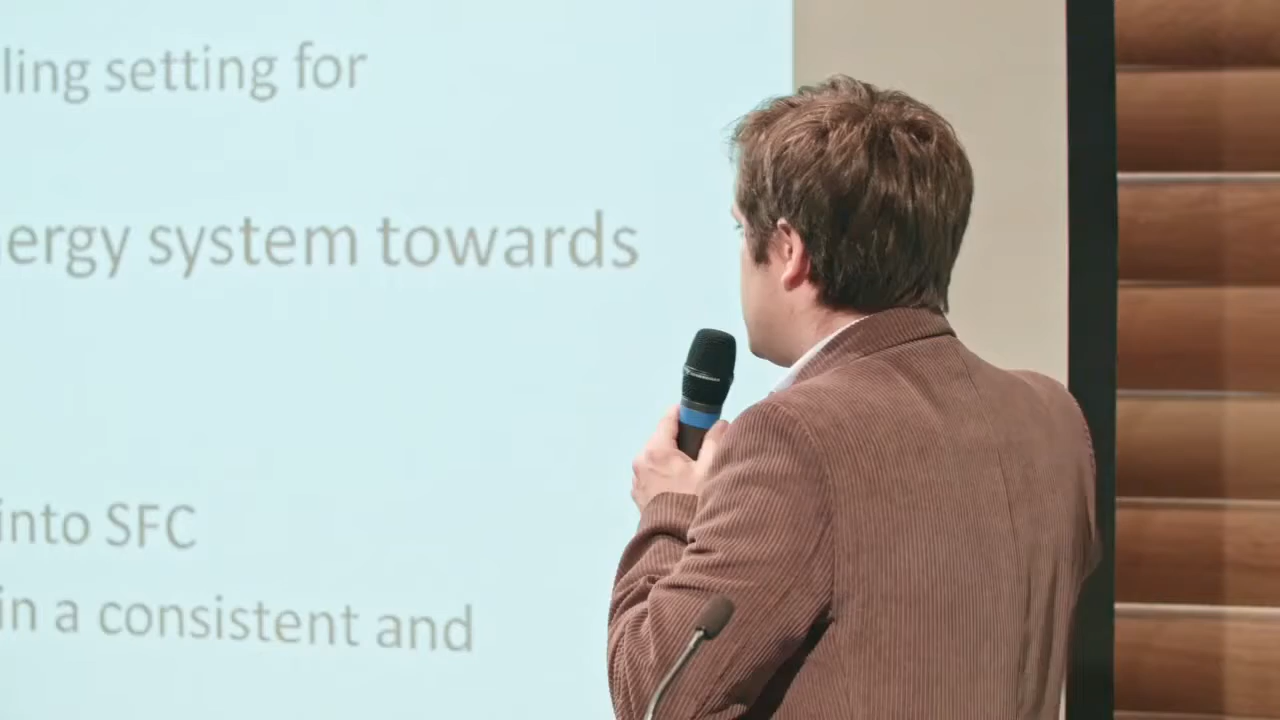 ling setting for
ergy system towards
into SFC
in a consistent and